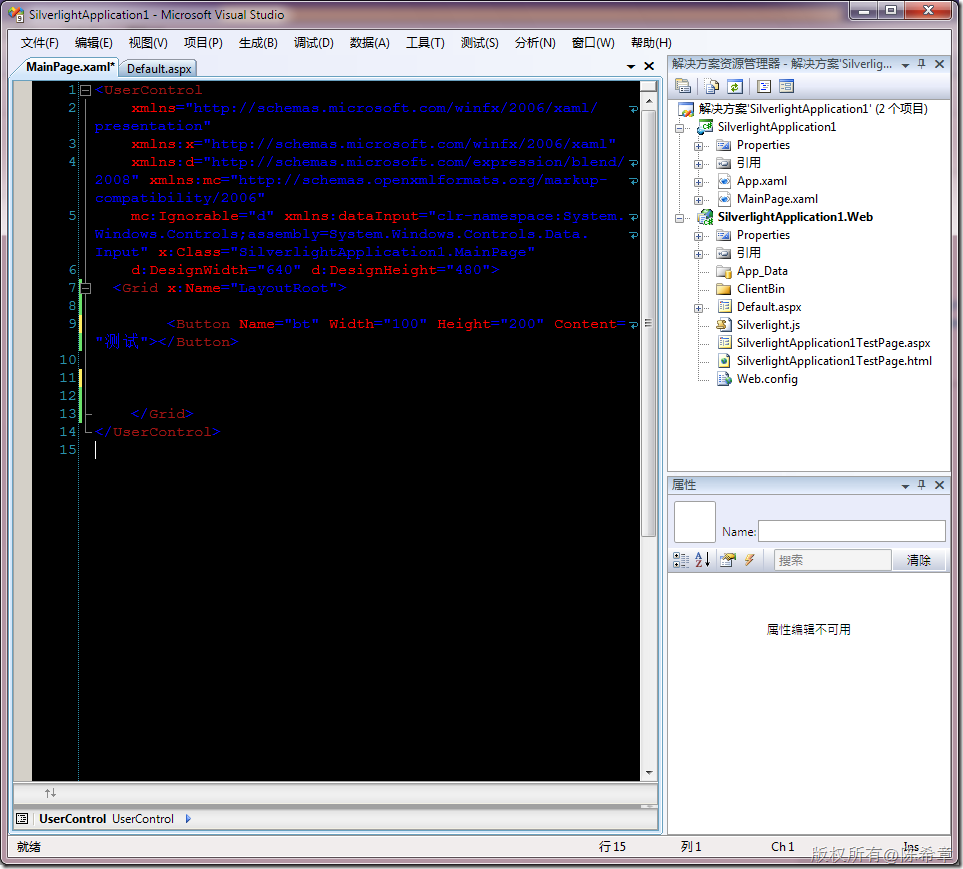 SilverlightApplication1 - Microsoft Visual Studio
文件(F) 编辑(E) 视图(V) 项目(P) 生成(B) 调试(D) 数据(A) 工具(T) 测试(S) 分析(N) 窗口(W) 帮助(H)
MainPage.xaml* Default.aspx
1 <UserControl
2 xmlns="http://schemas.microsoft.com/winfx/2006/xaml/
presentation"
3 xmlns:x="http://schemas.microsoft.com/winfx/2006/xaml"
4 xmlns:d="http://schemas.microsoft.com/expression/blend/
2008" xmlns:mc="http://schemas.openxmlformats.org/markup-
compatibility/2006"
5 mc:Ignorable="d" xmlns:dataInput="clr-namespace:System.
Windows.Controls;assembly=System.Windows.Controls.Data.
Input" x:Class="SilverlightApplication1.MainPage"
6 d:DesignWidth="640" d:DesignHeight="480">
7 <Grid x:Name="LayoutRoot">
8
9 <Button Name="bt" Width="100" Height="200" Content=
"测试"></Button>
10
11
12
13 </Grid>
14 </UserControl>
15
UserControl UserControl
解决方案资源管理器 - 解决方案'Silverlig...
解决方案'SilverlightApplication1' (2 个项目)
SilverlightApplication1
Properties
引用
App.xaml
MainPage.xaml
SilverlightApplication1.Web
Properties
引用
App_Data
ClientBin
Default.aspx
Silverlight.js
SilverlightApplication1TestPage.aspx
SilverlightApplication1TestPage.html
Web.config
属性
Name:
搜索 清除
属性编辑不可用
就绪 行 15 列 1 Ch 1 Ins
版权所有@陈希章